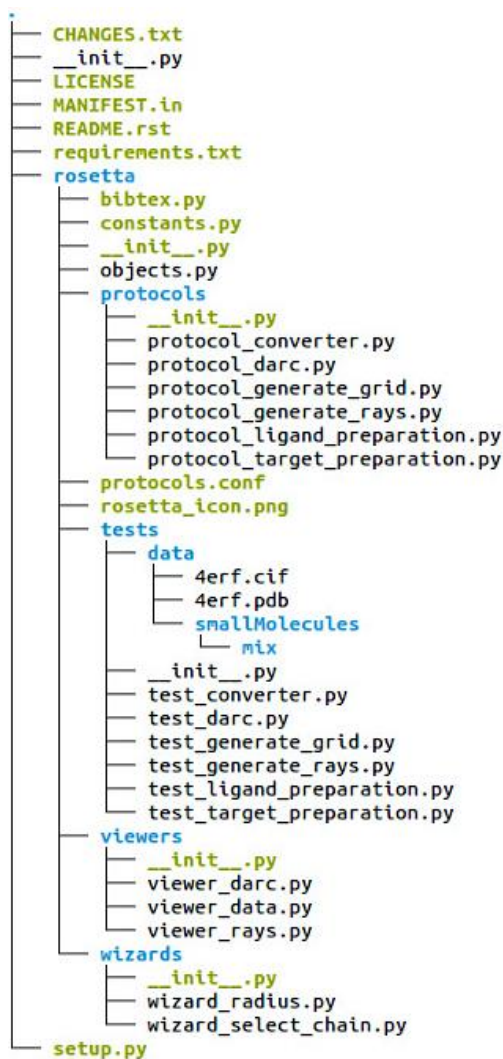 .
CHANGES.txt
__init__.py
LICENSE
MANIFEST.in
README.rst
requirements.txt
rosetta
bibtex.py
constants.py
__init__.py
objects.py
protocols
__init__.py
protocol_converter.py
protocol_darc.py
protocol_generate_grid.py
protocol_generate_rays.py
protocol_ligand_preparation.py
protocol_target_preparation.py
protocols.conf
rosetta_icon.png
tests
data
4erf.cif
4erf.pdb
smallMolecules
mix
__init__.py
test_converter.py
test_darc.py
test_generate_grid.py
test_generate_rays.py
test_ligand_preparation.py
test_target_preparation.py
viewers
__init__.py
viewer_darc.py
viewer_data.py
viewer_rays.py
wizards
__init__.py
wizard_radius.py
wizard_select_chain.py
setup.py